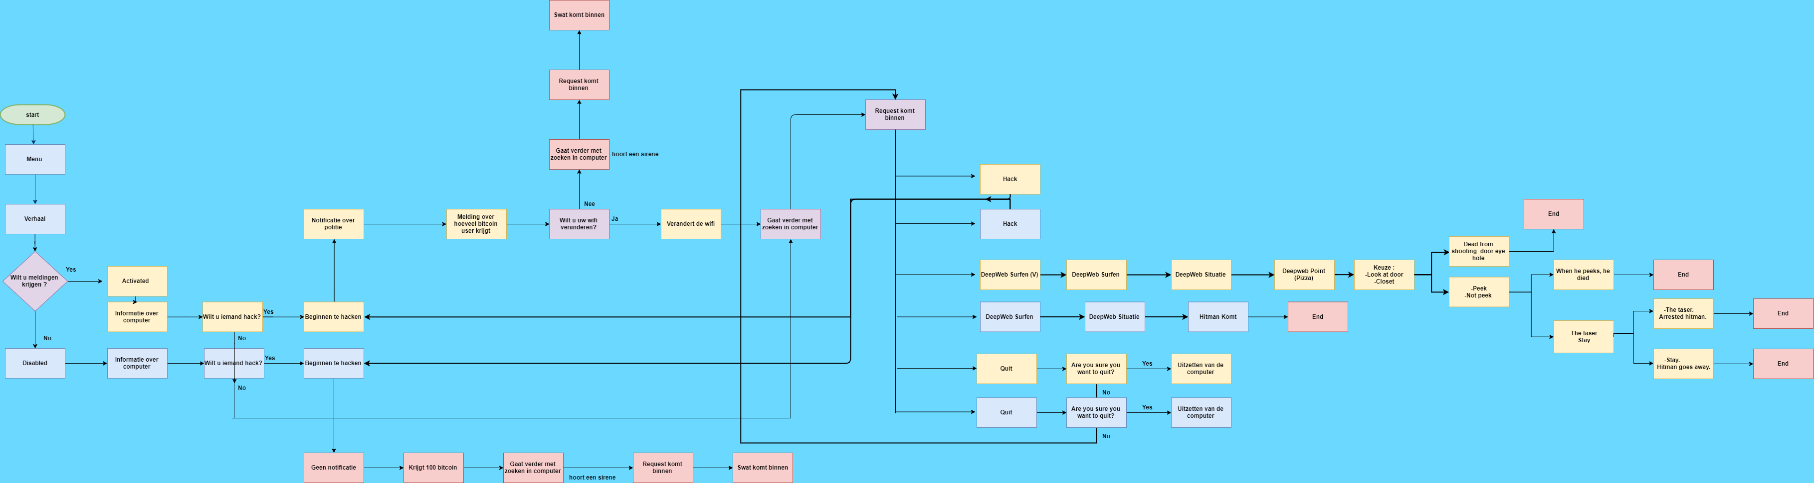 Swat komt binnen
Request komt
binnen
Gaat verder met
zoeken in computer
hoort een sirene
Nee
start
Menu
Verhaal
Wilt u meldingen
krijgen ?
Yes
No
Activated
Informatie over
computer
Wilt u iemand hack?
Yes
No
Beginnen te hacken
Disabled
Informatie over
computer
Wilt u iemand hack?
Yes
No
Beginnen te hacken
Notificatie over
politie
Melding over
hoeveel bitcoin
user krijgt
Wilt u uw wifi
veranderen?
Ja
Verandert de wifi
Gaat verder met
zoeken in computer
Geen notificatie
Krijgt 100 bitcoin
Gaat verder met
zoeken in computer
hoort een sirene
Request komt
binnen
Swat komt binnen
Request komt
binnen
Hack
Hack
DeepWeb Surfen (V)
DeepWeb Surfen
DeepWeb Situatie
Deepweb Point
(Pizza)
Keuze :
-Look at door
-Closet
Dead from
shooting door eye
hole
End
-Peek
-Not peek
When he peeks, he
died
End
The taser
Stay
-The taser.
Arrested hitman.
End
-Stay.
Hitman goes away.
End
DeepWeb Surfen
DeepWeb Situatie
Hitman Komt
End
Quit
Are you sure you
want to quit?
Yes
No
Uitzetten van de
computer
Quit
Are you sure you
want to quit?
Yes
No
Uitzetten van de
computer